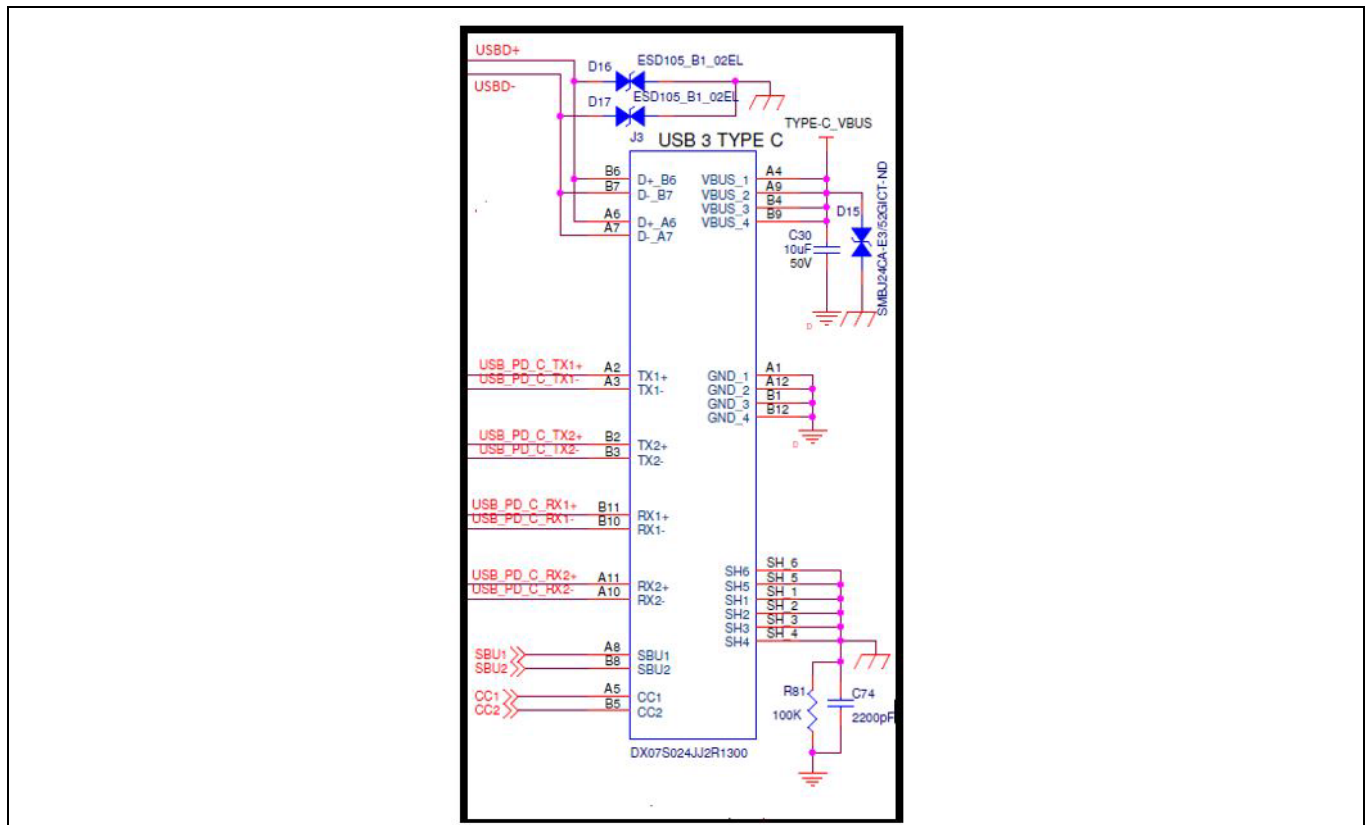 USBD+
USBD-
D16
ESD105_B1_02EL
D17
ESD105_B1_02EL
J3
USB 3 TYPE C
TYPE-C_VBUS
B6
D+_B6
B7
D-_B7
A6
D+_A6
A7
D-_A7
VBUS_1
A4
VBUS_2
A9
VBUS_3
B4
VBUS_4
B9
D15
SMBJ24CA-E3/52GICT-ND
C30
10uF
50V
D
USB_PD_C_TX1+
A2
TX1+
USB_PD_C_TX1-
A3
TX1-
GND_1
A1
GND_2
A12
GND_3
B1
GND_4
B12
D
USB_PD_C_TX2+
B2
TX2+
USB_PD_C_TX2-
B3
TX2-
USB_PD_C_RX1+
B11
RX1+
USB_PD_C_RX1-
B10
RX1-
USB_PD_C_RX2+
A11
RX2+
USB_PD_C_RX2-
A10
RX2-
SH6
SH_6
SH5
SH_5
SH1
SH_1
SH2
SH_2
SH3
SH_3
SH4
SH_4
SBU1
A8
SBU1
SBU2
B8
SBU2
CC1
A5
CC1
CC2
B5
CC2
R81
100K
C74
2200pF
DX07S024JJ2R1300